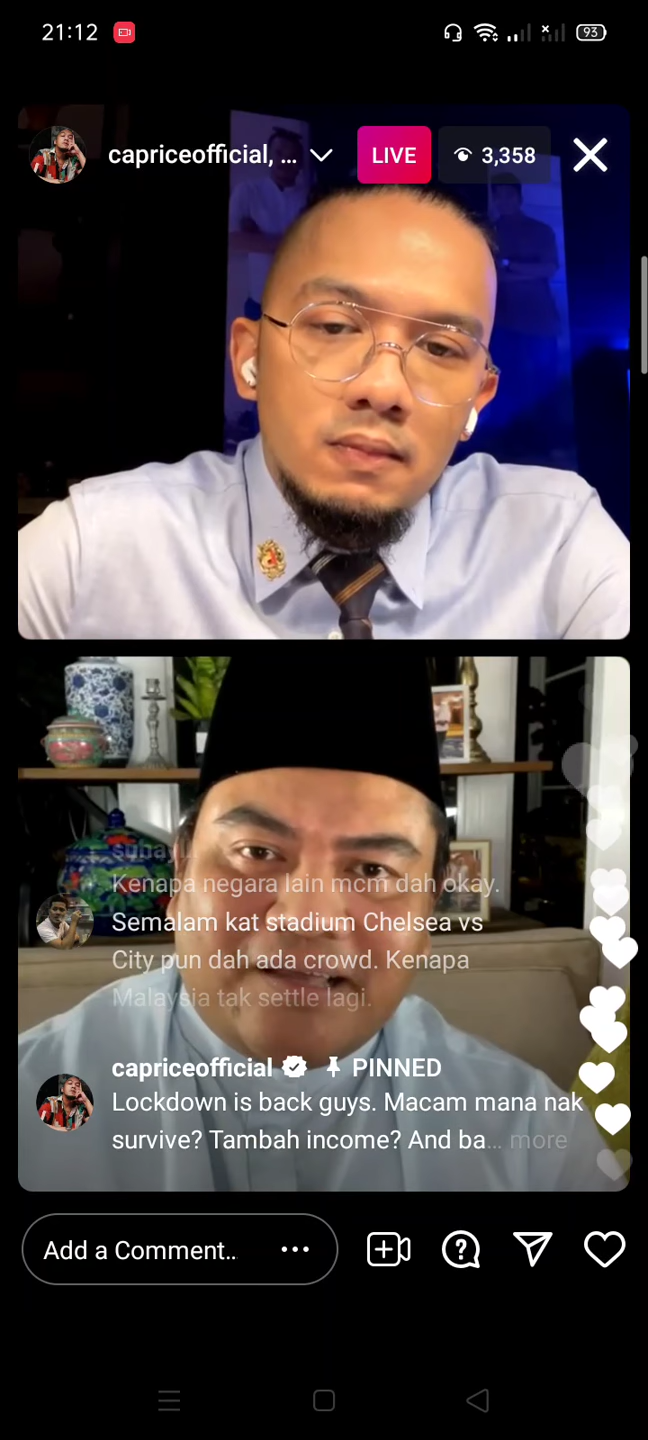 21:12
93
capriceofficial, ...
LIVE
3,358
Kenapa negara lain mcm dah okay.
Semalam kat stadium Chelsea vs
City pun dah ada crowd. Kenapa
Malaysia tak settle lagi.
capriceofficial PINNED
Lockdown is back guys. Macam mana nak
survive? Tambah income? And ba... more
Add a Comment..